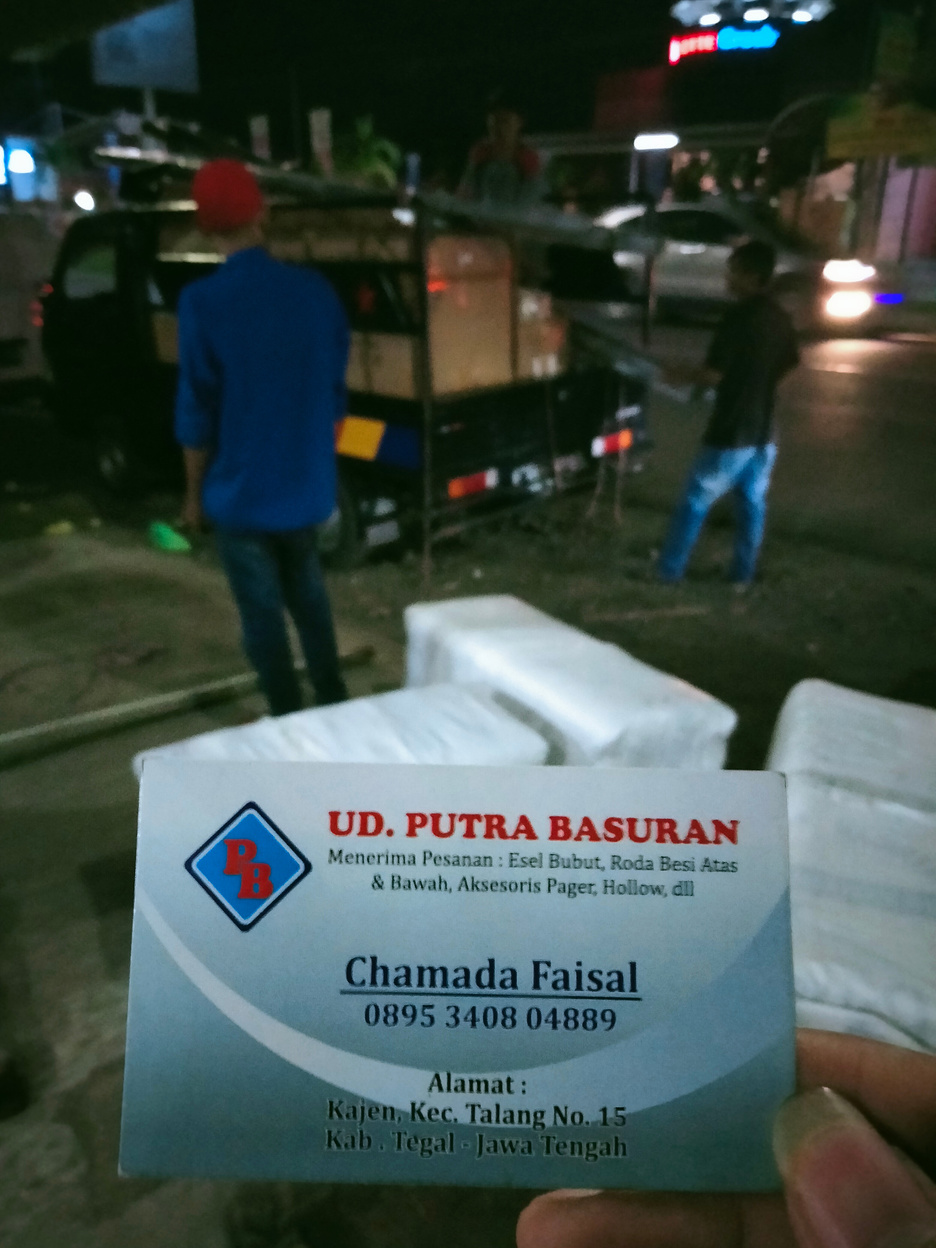 PB
UD. PUTRA BASURAN
Menerima Pesanan : Esel Bubut, Roda Besi Atas
& Bawah, Aksesoris Pager, Hollow, dll
Chamada Faisal
0895 3408 04889
Alamat :
Kajen, Kec. Talang No. 15
Kab . Tegal - Jawa Tengah